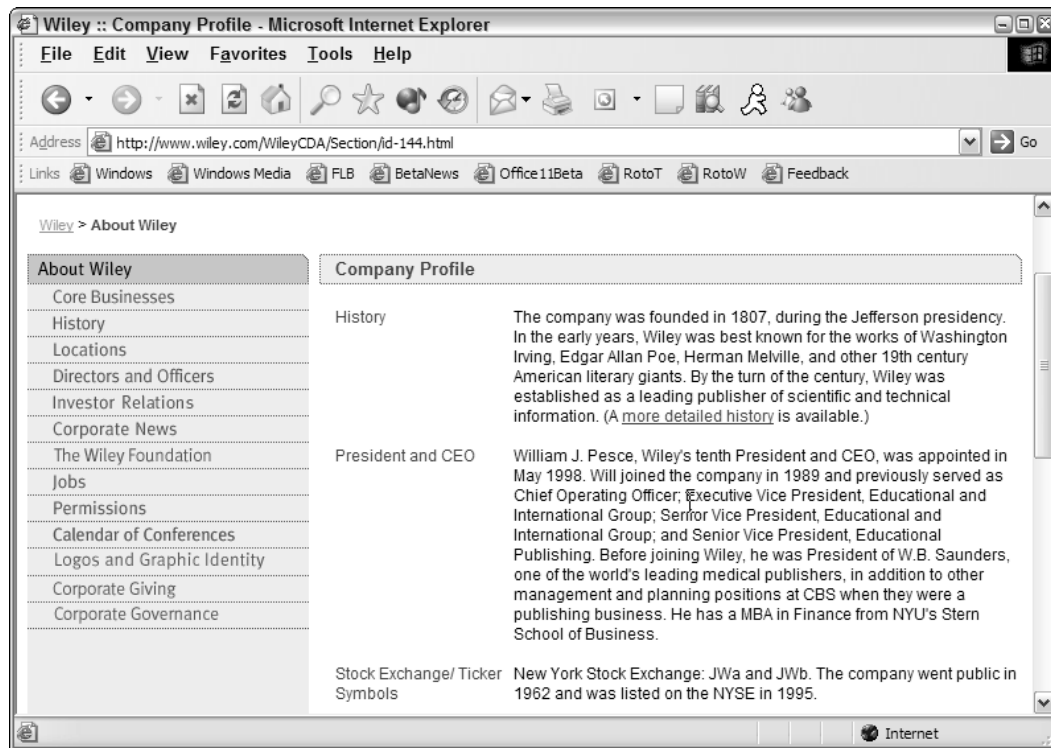 Wiley :: Company Profile - Microsoft Internet Explorer
File Edit View Favorites Tools Help
Address http://www.wiley.com/WileyCDA/Section/id-144.html Go
Links Windows Windows Media FLB BetaNews Office11Beta RotoT RotoW Feedback
Wiley > About Wiley
About Wiley
Core Businesses
History
Locations
Directors and Officers
Investor Relations
Corporate News
The Wiley Foundation
Jobs
Permissions
Calendar of Conferences
Logos and Graphic Identity
Corporate Giving
Corporate Governance
Company Profile
History
The company was founded in 1807, during the Jefferson presidency.
In the early years, Wiley was best known for the works of Washington
Irving, Edgar Allan Poe, Herman Melville, and other 19th century
American literary giants. By the turn of the century, Wiley was
established as a leading publisher of scientific and technical
information. (A more detailed history is available.)
President and CEO
William J. Pesce, Wiley's tenth President and CEO, was appointed in
May 1998. Will joined the company in 1989 and previously served as
Chief Operating Officer; Executive Vice President, Educational and
International Group; Senior Vice President, Educational and
International Group; and Senior Vice President, Educational
Publishing. Before joining Wiley, he was President of W.B. Saunders,
one of the world's leading medical publishers, in addition to other
management and planning positions at CBS when they were a
publishing business. He has a MBA in Finance from NYU's Stern
School of Business.
Stock Exchange/ Ticker
Symbols
New York Stock Exchange: JWa and JWb. The company went public in
1962 and was listed on the NYSE in 1995.
Internet